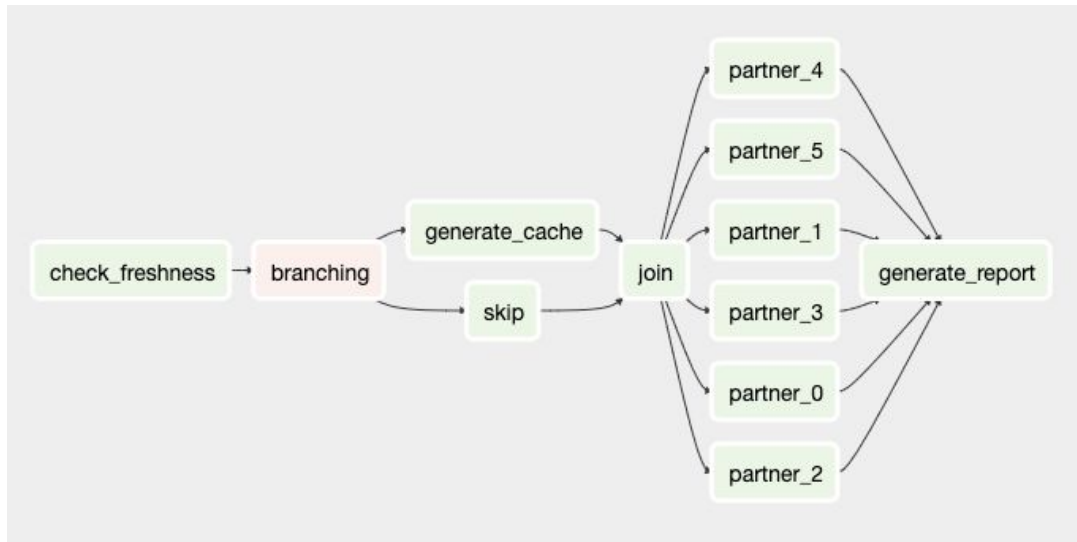 check_freshness
branching
generate_cache
skip
join
partner_4
partner_5
partner_1
partner_3
partner_0
partner_2
generate_report